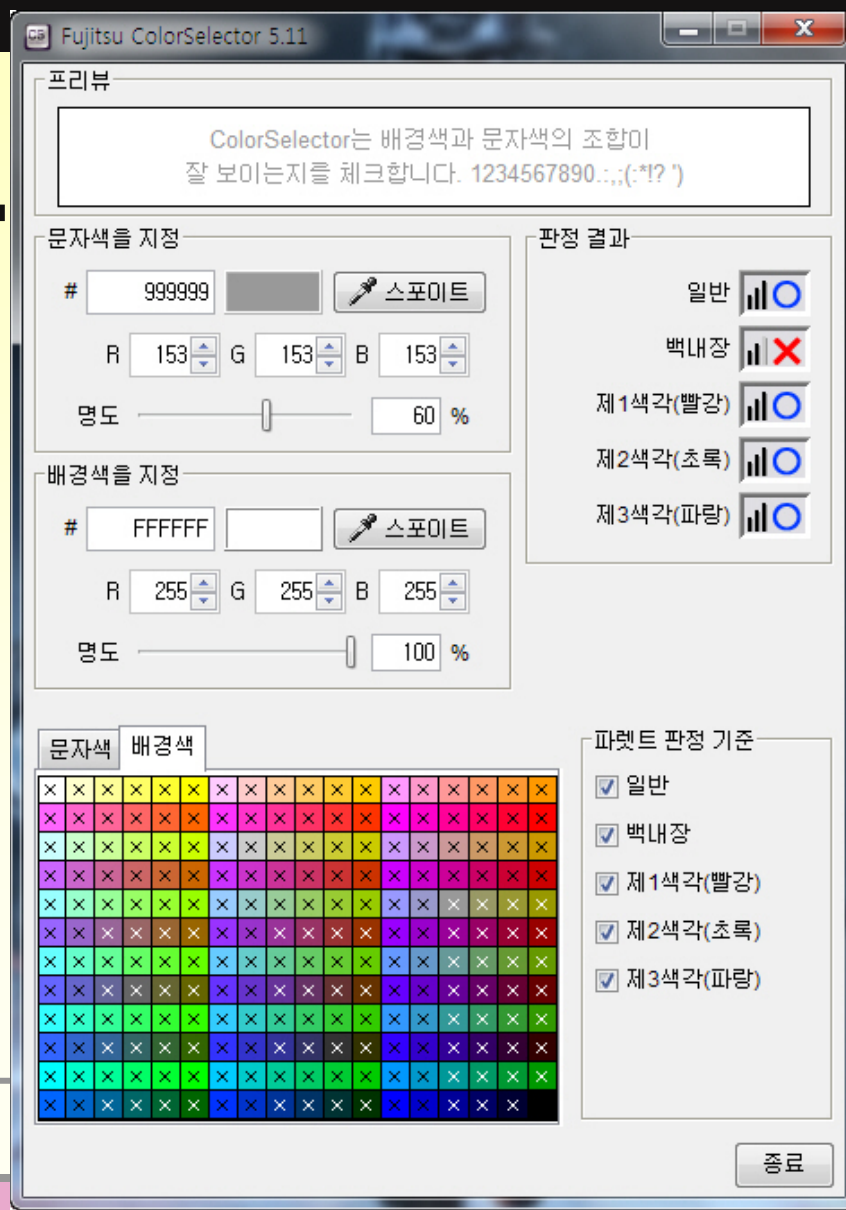 CS Fujitsu ColorSelector 5.11
프리뷰
ColorSelector는 배경색과 문자색의 조합이
잘 보이는지를 체크합니다. 1234567890.:,;(:*!? ')
문자색을 지정
# 999999 스포이트
R 153 G 153 B 153
명도 60 %
배경색을 지정
# FFFFFF 스포이트
R 255 G 255 B 255
명도 100 %
판정 결과
일반
백내장
제1색각(빨강)
제2색각(초록)
제3색각(파랑)
문자색 배경색
파렛트 판정 기준
일반
백내장
제1색각(빨강)
제2색각(초록)
제3색각(파랑)
종료